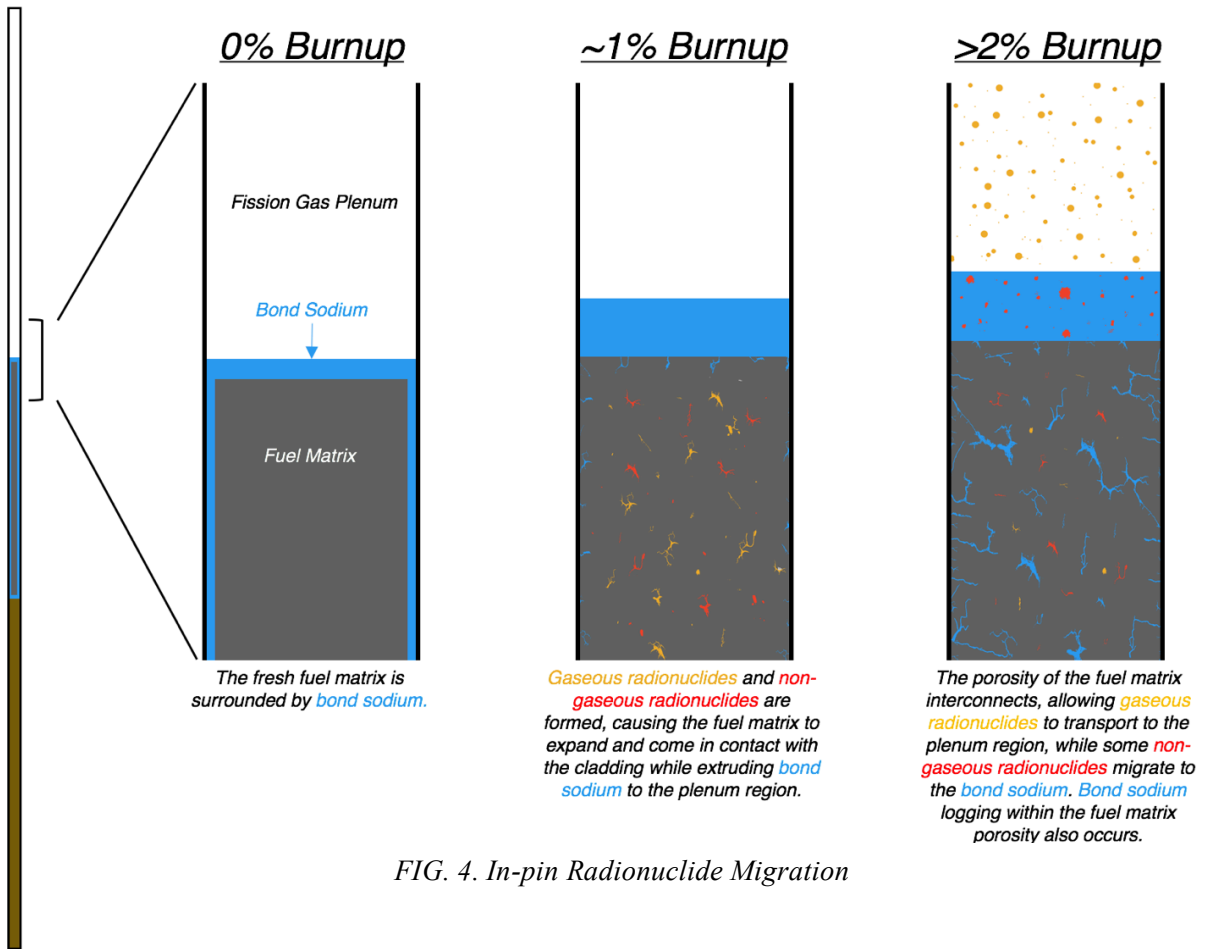 0% Burnup
Fission Gas Plenum
Bond Sodium
Fuel Matrix
The fresh fuel matrix is
surrounded by bond sodium.
~1% Burnup
Gaseous radionuclides and non-
gaseous radionuclides are
formed, causing the fuel matrix to
expand and come in contact with
the cladding while extruding bond
sodium to the plenum region.
>2% Burnup
The porosity of the fuel matrix
interconnects, allowing gaseous
radionuclides to transport to the
plenum region, while some non-
gaseous radionuclides migrate to
the bond sodium. Bond sodium
logging within the fuel matrix
porosity also occurs.
FIG. 4. In-pin Radionuclide Migration